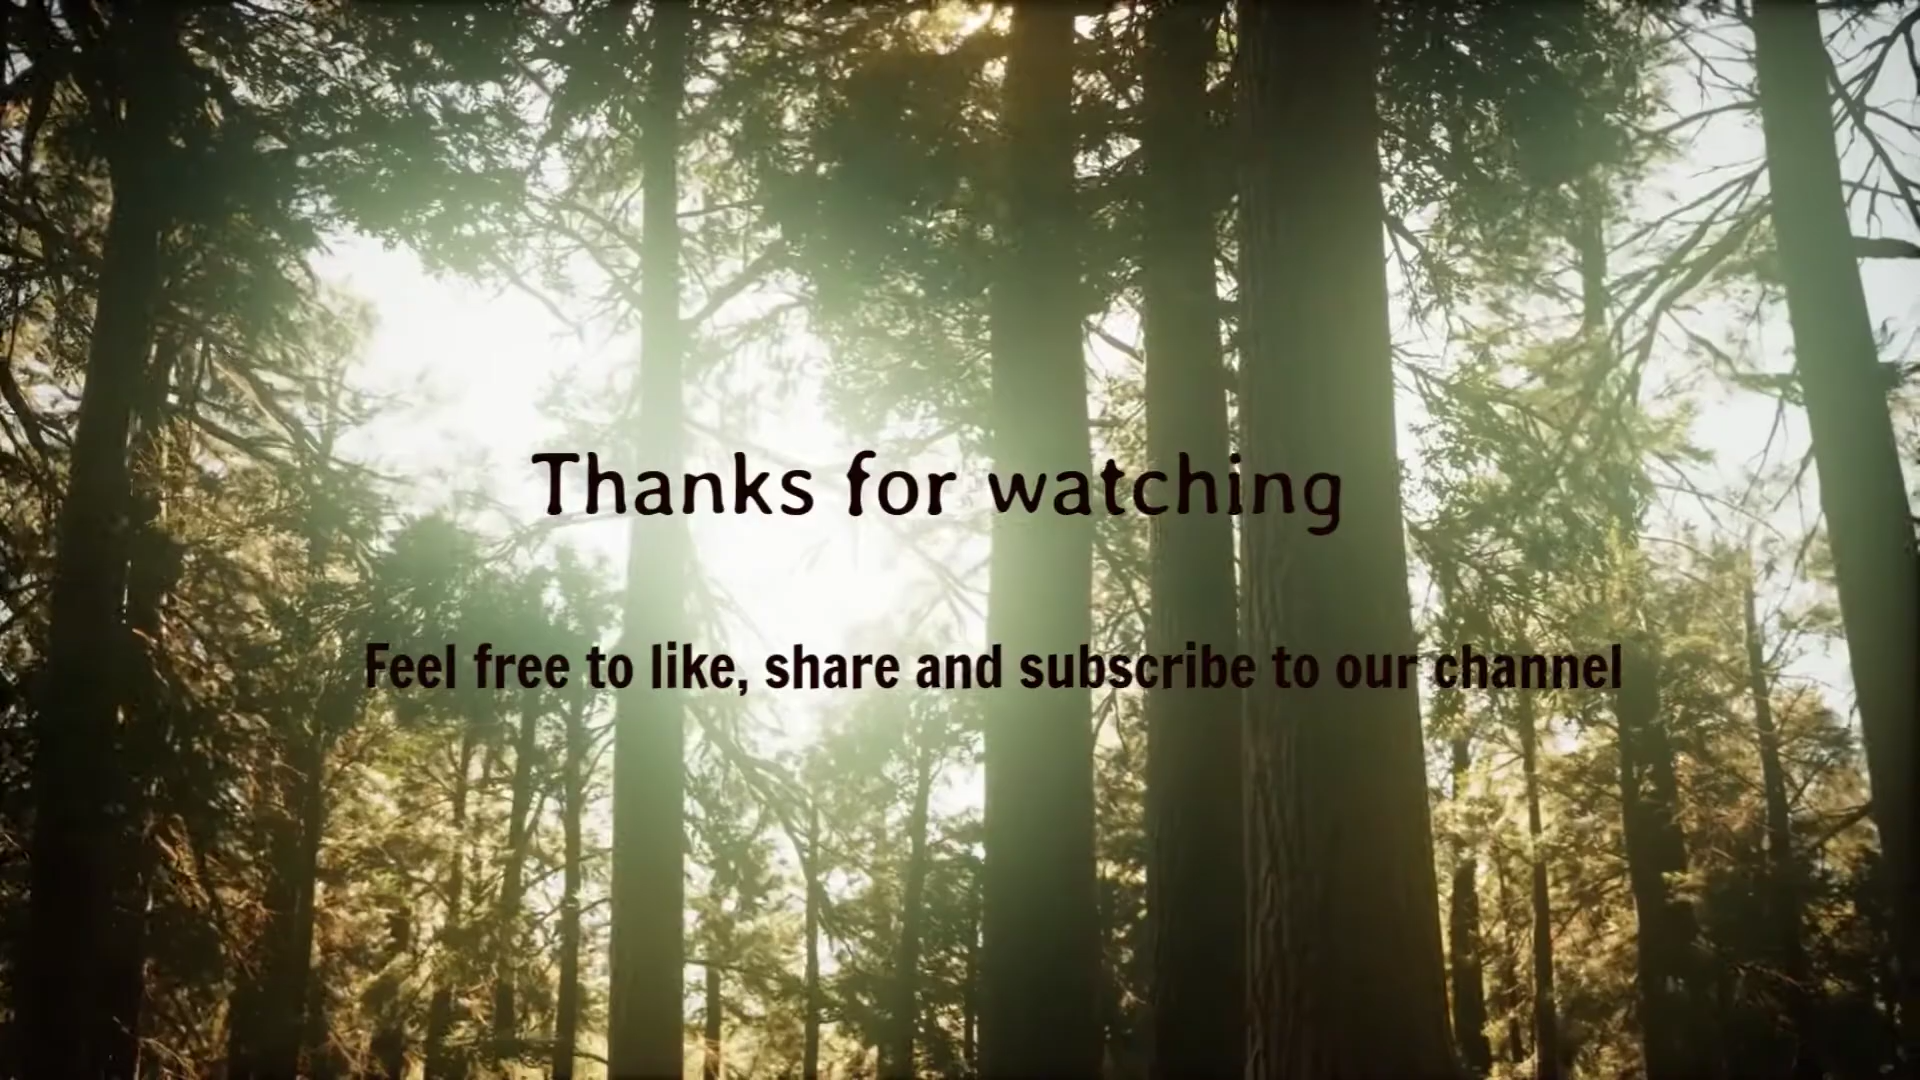 Thanks for watching
Feel free to like, share and subscribe to our channel